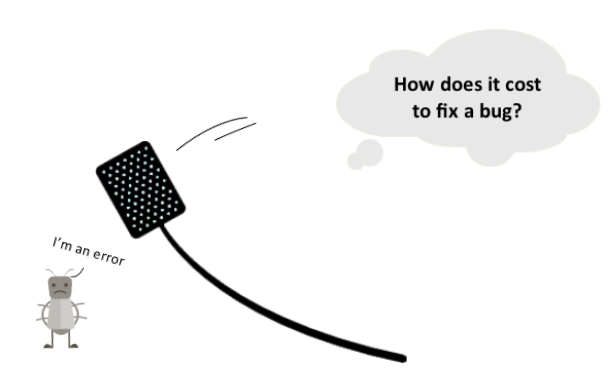 How does it cost
to fix a bug?
I'm an error